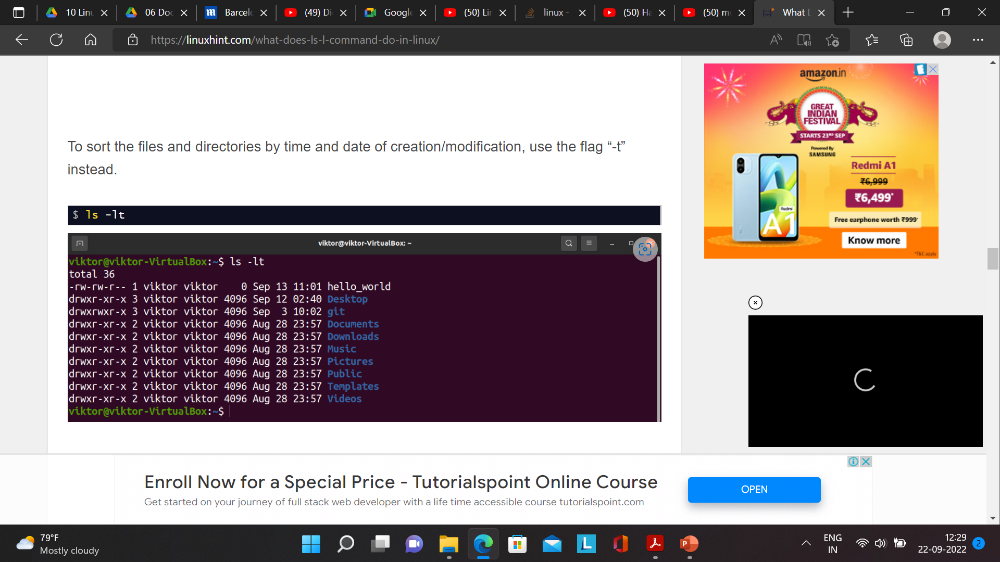 10 Linu
06 Doc
Barcelo
(49) Di
Google
(50) Lir
linux -
(50) Ha
(50) m
What D
https://linuxhint.com/what-does-ls-l-command-do-in-linux/
To sort the files and directories by time and date of creation/modification, use the flag “-t”
instead.
$ ls -lt
viktor@viktor-VirtualBox: ~
viktor@viktor-VirtualBox:~$ ls -lt
total 36
-rw-rw-r-- 1 viktor viktor    0 Sep 13 11:01 hello_world
drwxr-xr-x 3 viktor viktor 4096 Sep 12 02:40 Desktop
drwxrwxr-x 3 viktor viktor 4096 Sep  3 10:02 git
drwxr-xr-x 2 viktor viktor 4096 Aug 28 23:57 Documents
drwxr-xr-x 2 viktor viktor 4096 Aug 28 23:57 Downloads
drwxr-xr-x 2 viktor viktor 4096 Aug 28 23:57 Music
drwxr-xr-x 2 viktor viktor 4096 Aug 28 23:57 Pictures
drwxr-xr-x 2 viktor viktor 4096 Aug 28 23:57 Public
drwxr-xr-x 2 viktor viktor 4096 Aug 28 23:57 Templates
drwxr-xr-x 2 viktor viktor 4096 Aug 28 23:57 Videos
viktor@viktor-VirtualBox:~$
amazon.in
GREAT
INDIAN
FESTIVAL
STARTS 23RD SEP
Powered By
SAMSUNG
Redmi A1
₹6,999
₹6,499*
Free earphone worth ₹999*
Know more
*T&C apply
Redmi
A1
Enroll Now for a Special Price - Tutorialspoint Online Course
Get started on your journey of full stack web developer with a life time accessible course tutorialspoint.com
OPEN
79°F
Mostly cloudy
ENG
IN
12:29
22-09-2022
2